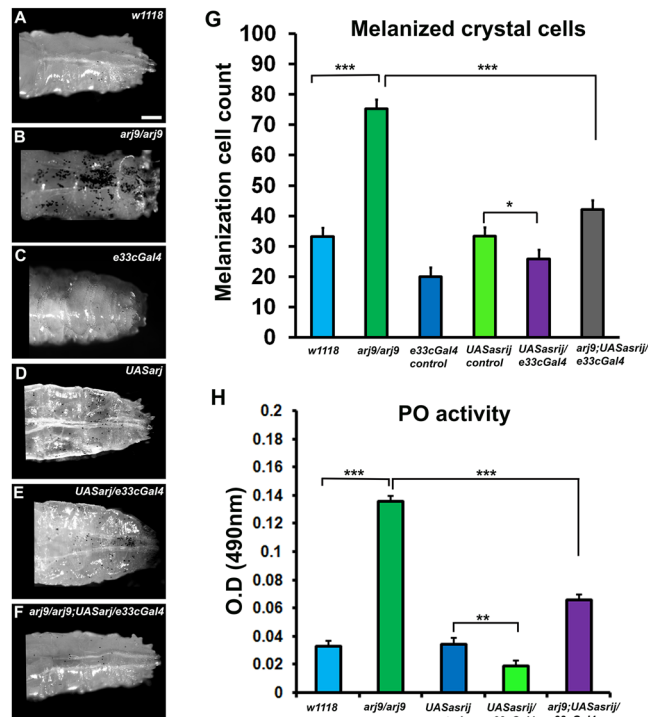 A
w1118
B
arj9/arj9
C
e33cGal4
D
UASarj
E
UASarj/e33cGal4
F
arj9/arj9;UASarj/e33cGal4
G
Melanized crystal cells
Melanization cell count
100
90
80
70
60
50
40
30
20
10
0
***
***
*
w1118
arj9/arj9
e33cGal4
control
UASasrij
control
UASasrij/
e33cGal4
arj9;UASasrij/
e33cGal4
H
PO activity
O.D (490nm)
0.2
0.18
0.16
0.14
0.12
0.1
0.08
0.06
0.04
0.02
0
***
***
**
w1118
arj9/arj9
UASasrij
UASasrij/
arj9;UASasrij/